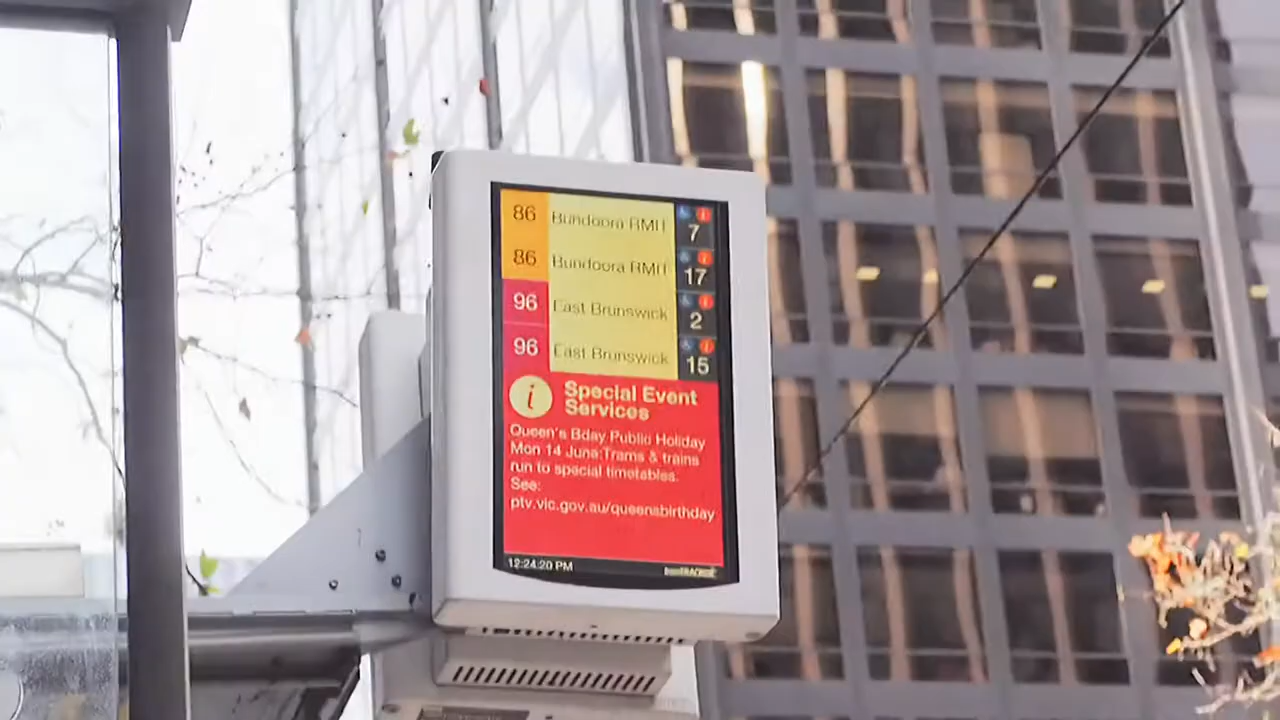 86 Bundoora RMIT 7
86 Bundoora RMIT 17
96 East Brunswick 2
96 East Brunswick 15
i Special Event
Services
Queen's Bday Public Holiday
Mon 14 June:Trams & trains
run to special timetables.
See:
ptv.vic.gov.au/queensbirthday
12:24:20 PM tramTRACKER